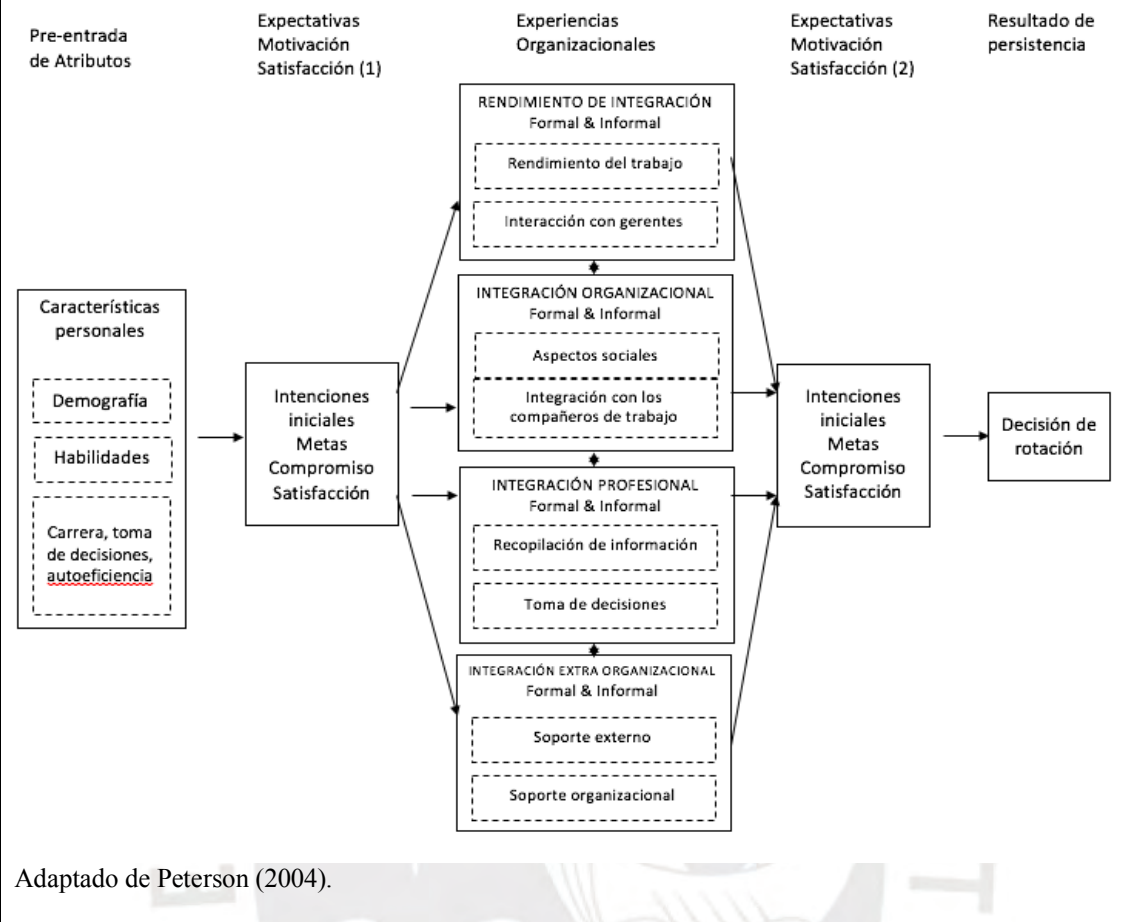 Pre-entrada
de Atributos
Expectativas
Motivación
Satisfacción (1)
Experiencias
Organizacionales
Expectativas
Motivación
Satisfacción (2)
Resultado de
persistencia
Características
personales
Demografía
Habilidades
Carrera, toma
de decisiones,
autoeficiencia
Intenciones
iniciales
Metas
Compromiso
Satisfacción
RENDIMIENTO DE INTEGRACIÓN
Formal & Informal
Rendimiento del trabajo
Interacción con gerentes
INTEGRACIÓN ORGANIZACIONAL
Formal & Informal
Aspectos sociales
Integración con los
compañeros de trabajo
INTEGRACIÓN PROFESIONAL
Formal & Informal
Recopilación de información
Toma de decisiones
INTEGRACIÓN EXTRA ORGANIZACIONAL
Formal & Informal
Soporte externo
Soporte organizacional
Intenciones
iniciales
Metas
Compromiso
Satisfacción
Decisión de
rotación
Adaptado de Peterson (2004).